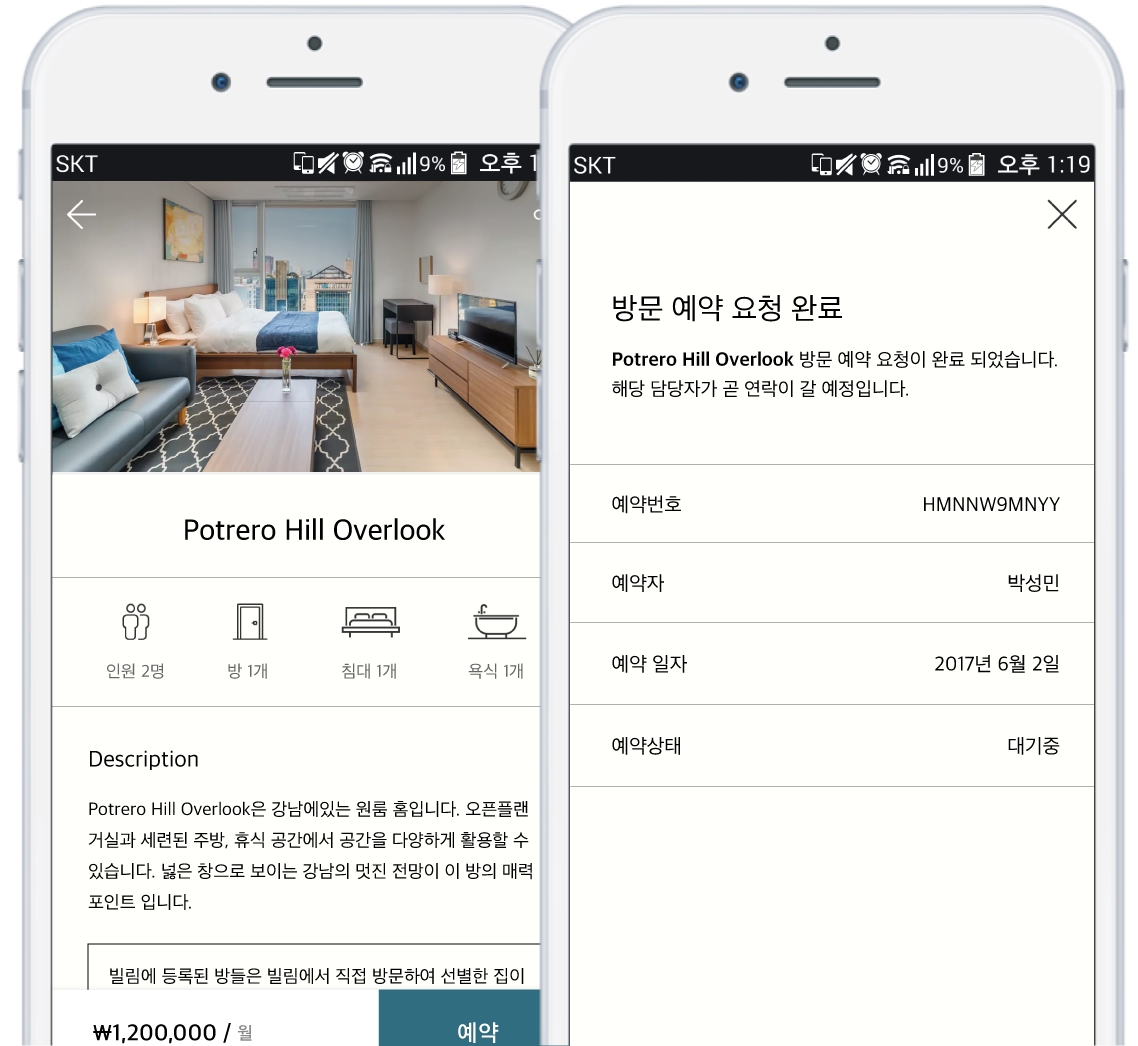 SKT
9%
오후 1
Potrero Hill Overlook
인원 2명
방 1개
침대 1개
욕식 1개
Description
Potrero Hill Overlook은 강남에있는 원룸 홈입니다. 오픈플랜
거실과 세련된 주방, 휴식 공간에서 공간을 다양하게 활용할 수
있습니다. 넓은 창으로 보이는 강남의 멋진 전망이 이 방의 매력
포인트 입니다.
빌림에 등록된 방들은 빌림에서 직접 방문하여 선별한 집이
₩1,200,000 / 월
예약
SKT
9%
오후 1:19
방문 예약 요청 완료
Potrero Hill Overlook 방문 예약 요청이 완료 되었습니다.
해당 담당자가 곧 연락이 갈 예정입니다.
예약번호 HMNNW9MNYY
예약자 박성민
예약 일자 2017년 6월 2일
예약상태 대기중